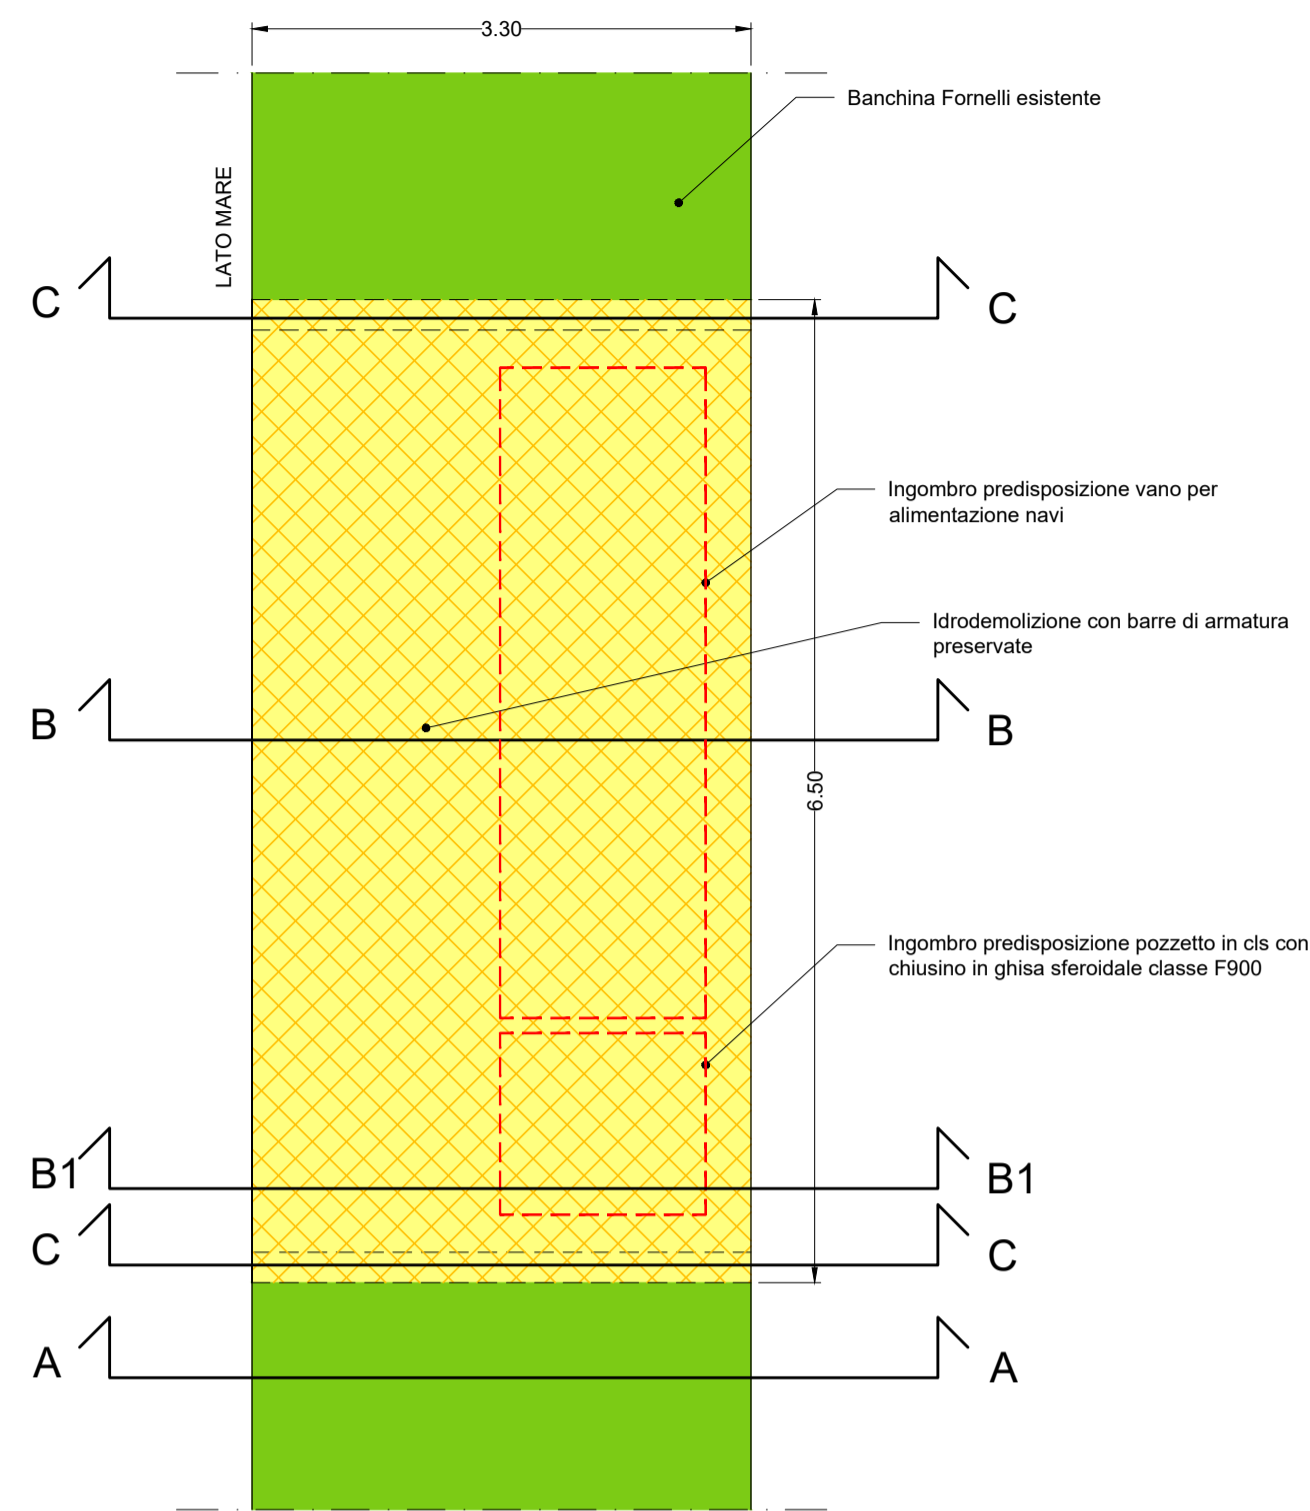 3.30
Banchina Fornelli esistente
LATO MARE
C
C
Ingombro predisposizione vano per
alimentazione navi
Idrodemolizione con barre di armatura
preservate
B
B
6.50
Ingombro predisposizione pozzetto in cls con
chiusino in ghisa sferoidale classe F900
B1
B1
C
C
A
A